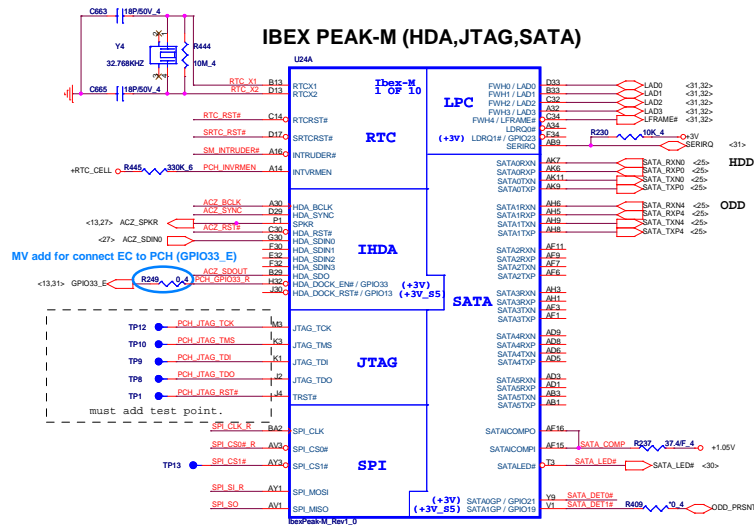 IBEX PEAK-M (HDA,JTAG,SATA)
C663 18P/50V_4
Y4
32.768KHZ
R444
10M_4
C665 18P/50V_4
U24A
Ibex-M
1 OF 10
RTC_X1 B13 RTCX1
RTC_X2 D13 RTCX2
RTC_RST# C14 RTCRST#
SRTC_RST# D17 SRTCRST#
SM_INTRUDER# A16 INTRUDER#
+RTC_CELL R445 330K_6 PCH_INVRMEN A14 INTVRMEN
RTC
LPC
(+3V)
FWH0 / LAD0 D33 LAD0 <31,32>
FWH1 / LAD1 B33 LAD1 <31,32>
FWH2 / LAD2 C32 LAD2 <31,32>
FWH3 / LAD3 A32 LAD3 <31,32>
FWH4 / LFRAME# C34 LFRAME# <31,32>
LDRQ0# A34
LDRQ1# / GPIO23 F34
SERIRQ AB9 R230 10K_4 +3V
SERIRQ <31>
ACZ_BCLK A30 HDA_BCLK
ACZ_SYNC D29 HDA_SYNC
<13,27> ACZ_SPKR P1 SPKR
ACZ_RST# C30 HDA_RST#
<27> ACZ_SDIN0 G30 HDA_SDIN0
F30 HDA_SDIN1
E32 HDA_SDIN2
F32 HDA_SDIN3
ACZ_SDOUT B29 HDA_SDO
MV add for connect EC to PCH (GPIO33_E)
<13,31> GPIO33_E R249 0_4 PCH_GPIO33_R H32 HDA_DOCK_EN# / GPIO33 (+3V)
J30 HDA_DOCK_RST# / GPIO13 (+3V_S5)
IHDA
SATA
SATA0RXN AK7 SATA_RXN0 <25> HDD
SATA0RXP AK6 SATA_RXP0 <25>
SATA0TXN AK11 SATA_TXN0 <25>
SATA0TXP AK9 SATA_TXP0 <25>
SATA1RXN AH6 SATA_RXN4 <25> ODD
SATA1RXP AH5 SATA_RXP4 <25>
SATA1TXN AH9 SATA_TXN4 <25>
SATA1TXP AH8 SATA_TXP4 <25>
SATA2RXN AF11
SATA2RXP AF9
SATA2TXN AF7
SATA2TXP AF6
SATA3RXN AH3
SATA3RXP AH1
SATA3TXN AF3
SATA3TXP AF1
SATA4RXN AD9
SATA4RXP AD8
SATA4TXN AD6
SATA4TXP AD5
SATA5RXN AD3
SATA5RXP AD1
SATA5TXN AB3
SATA5TXP AB1
TP12 PCH_JTAG_TCK M3 JTAG_TCK
TP10 PCH_JTAG_TMS K3 JTAG_TMS
TP9 PCH_JTAG_TDI K1 JTAG_TDI
TP8 PCH_JTAG_TDO J2 JTAG_TDO
TP1 PCH_JTAG_RST# J4 TRST#
must add test point.
JTAG
SPI_CLK_R BA2 SPI_CLK
SPI_CS0#_R AV3 SPI_CS0#
TP13 SPI_CS1# AY3 SPI_CS1#
SPI_SI_R AY1 SPI_MOSI
SPI_SO AV1 SPI_MISO
SPI
SATAICOMPO AF16
SATAICOMPI AF15 SATA_COMP R237 37.4/F_4 +1.05V
SATALED# T3 SATA_LED# SATA_LED# <30>
(+3V) SATA0GP / GPIO21 Y9 SATA_DET0#
(+3V_S5) SATA1GP / GPIO19 V1 SATA_DET1# R409 *0_4 ODD_PRSNT
IbexPeak-M_Rev1_0